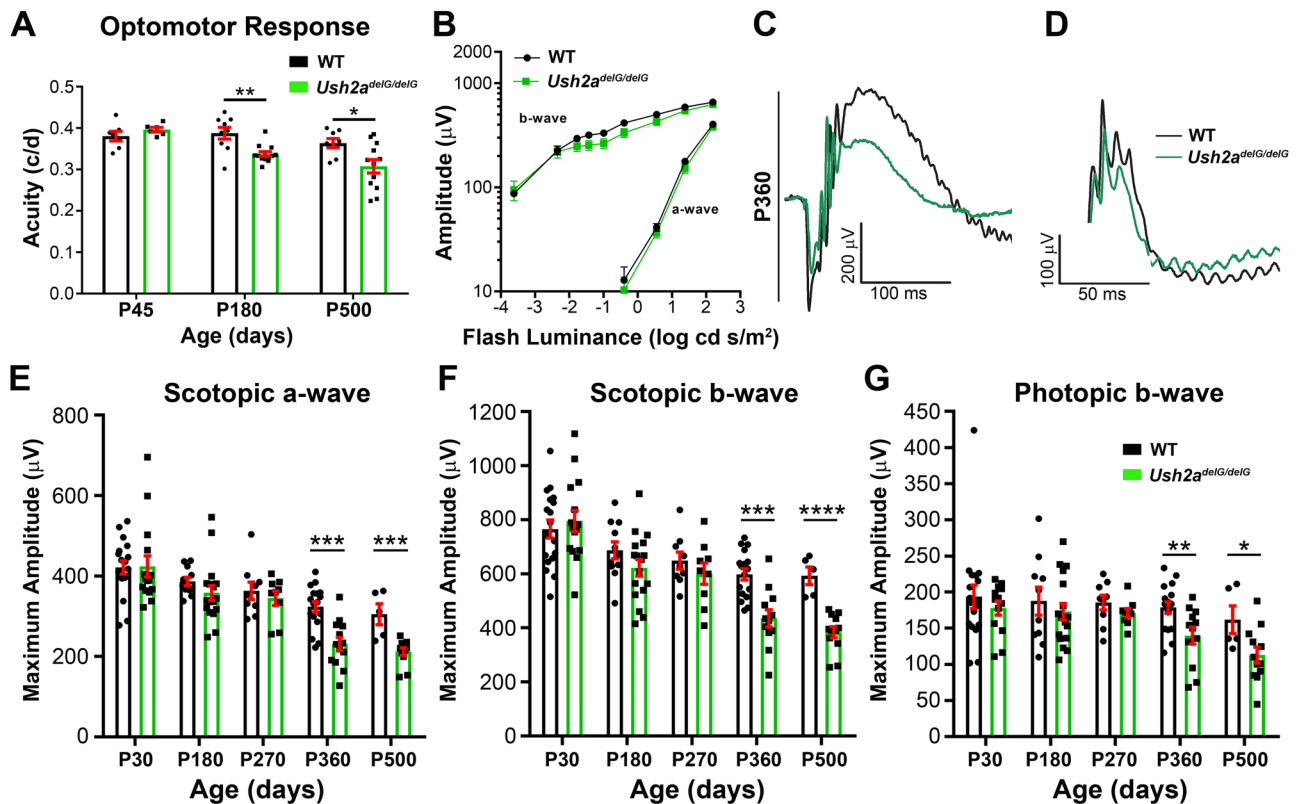 A
Optomotor Response
WT
Ush2a^delG/delG
**
*
Acuity (c/d)
0.5
0.4
0.3
0.4
0.1
0.0
P45
P180
P500
Age (days)
B
WT
Ush2a^delG/delG
Amplitude (μV)
2000
1000
100
10
b-wave
a-wave
-4
-3
-2
-1
0
1
2
3
Flash Luminance (log cd s/m²)
C
P360
200 μV
100 ms
D
WT
Ush2a^delG/delG
100 μV
50 ms
E
Scotopic a-wave
Maximum Amplitude (μV)
800
600
400
200
0
***
***
P30
P180
P270
P360
P500
Age (days)
F
Scotopic b-wave
Maximum Amplitude (μV)
1200
1000
800
600
400
200
0
***
****
P30
P180
P270
P360
P500
Age (days)
G
Photopic b-wave
WT
Ush2a^delG/delG
Maximum Amplitude (μV)
450
400
350
300
250
200
150
100
50
0
**
*
P30
P180
P270
P360
P500
Age (days)